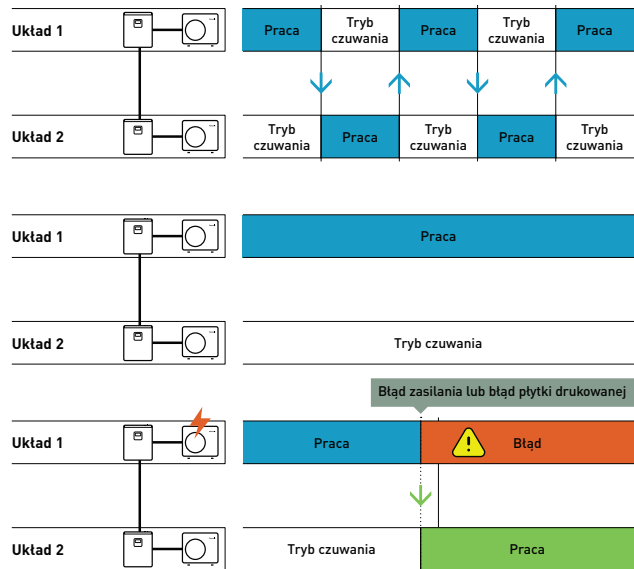 Układ 1
Praca
Tryb
czuwania
Praca
Tryb
czuwania
Praca
Układ 2
Tryb
czuwania
Praca
Tryb
czuwania
Praca
Tryb
czuwania
Układ 1
Praca
Układ 2
Tryb czuwania
Błąd zasilania lub błąd płytki drukowanej
Układ 1
Praca
Błąd
Układ 2
Tryb czuwania
Praca